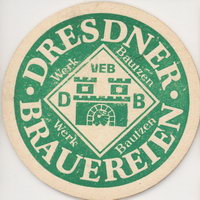 · DRESDNER ·
BRAUEREIEN
Werk
Bautzen
VEB
D B
Werk
Bautzen